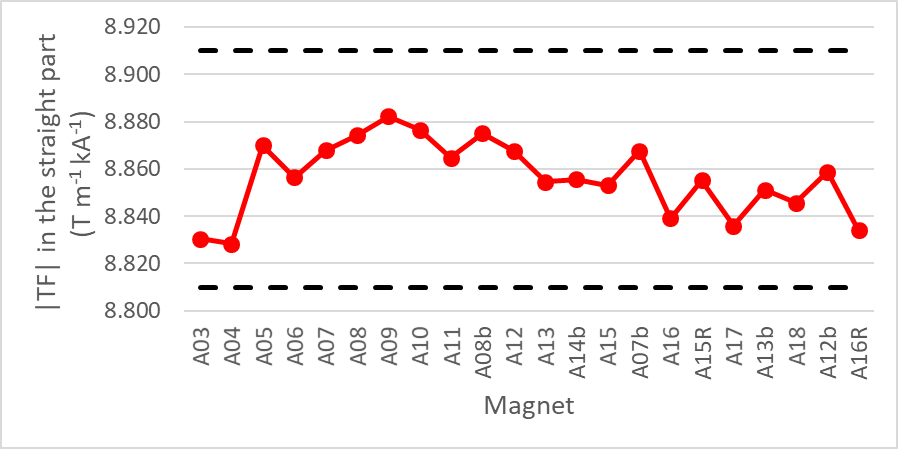 |TF| in the straight part
(T m⁻¹ kA⁻¹)
8.920
8.900
8.880
8.860
8.840
8.820
8.800
A03
A04
A05
A06
A07
A08
A09
A10
A11
A08b
A12
A13
A14b
A15
A07b
A16
A15R
A17
A13b
A18
A12b
A16R
Magnet